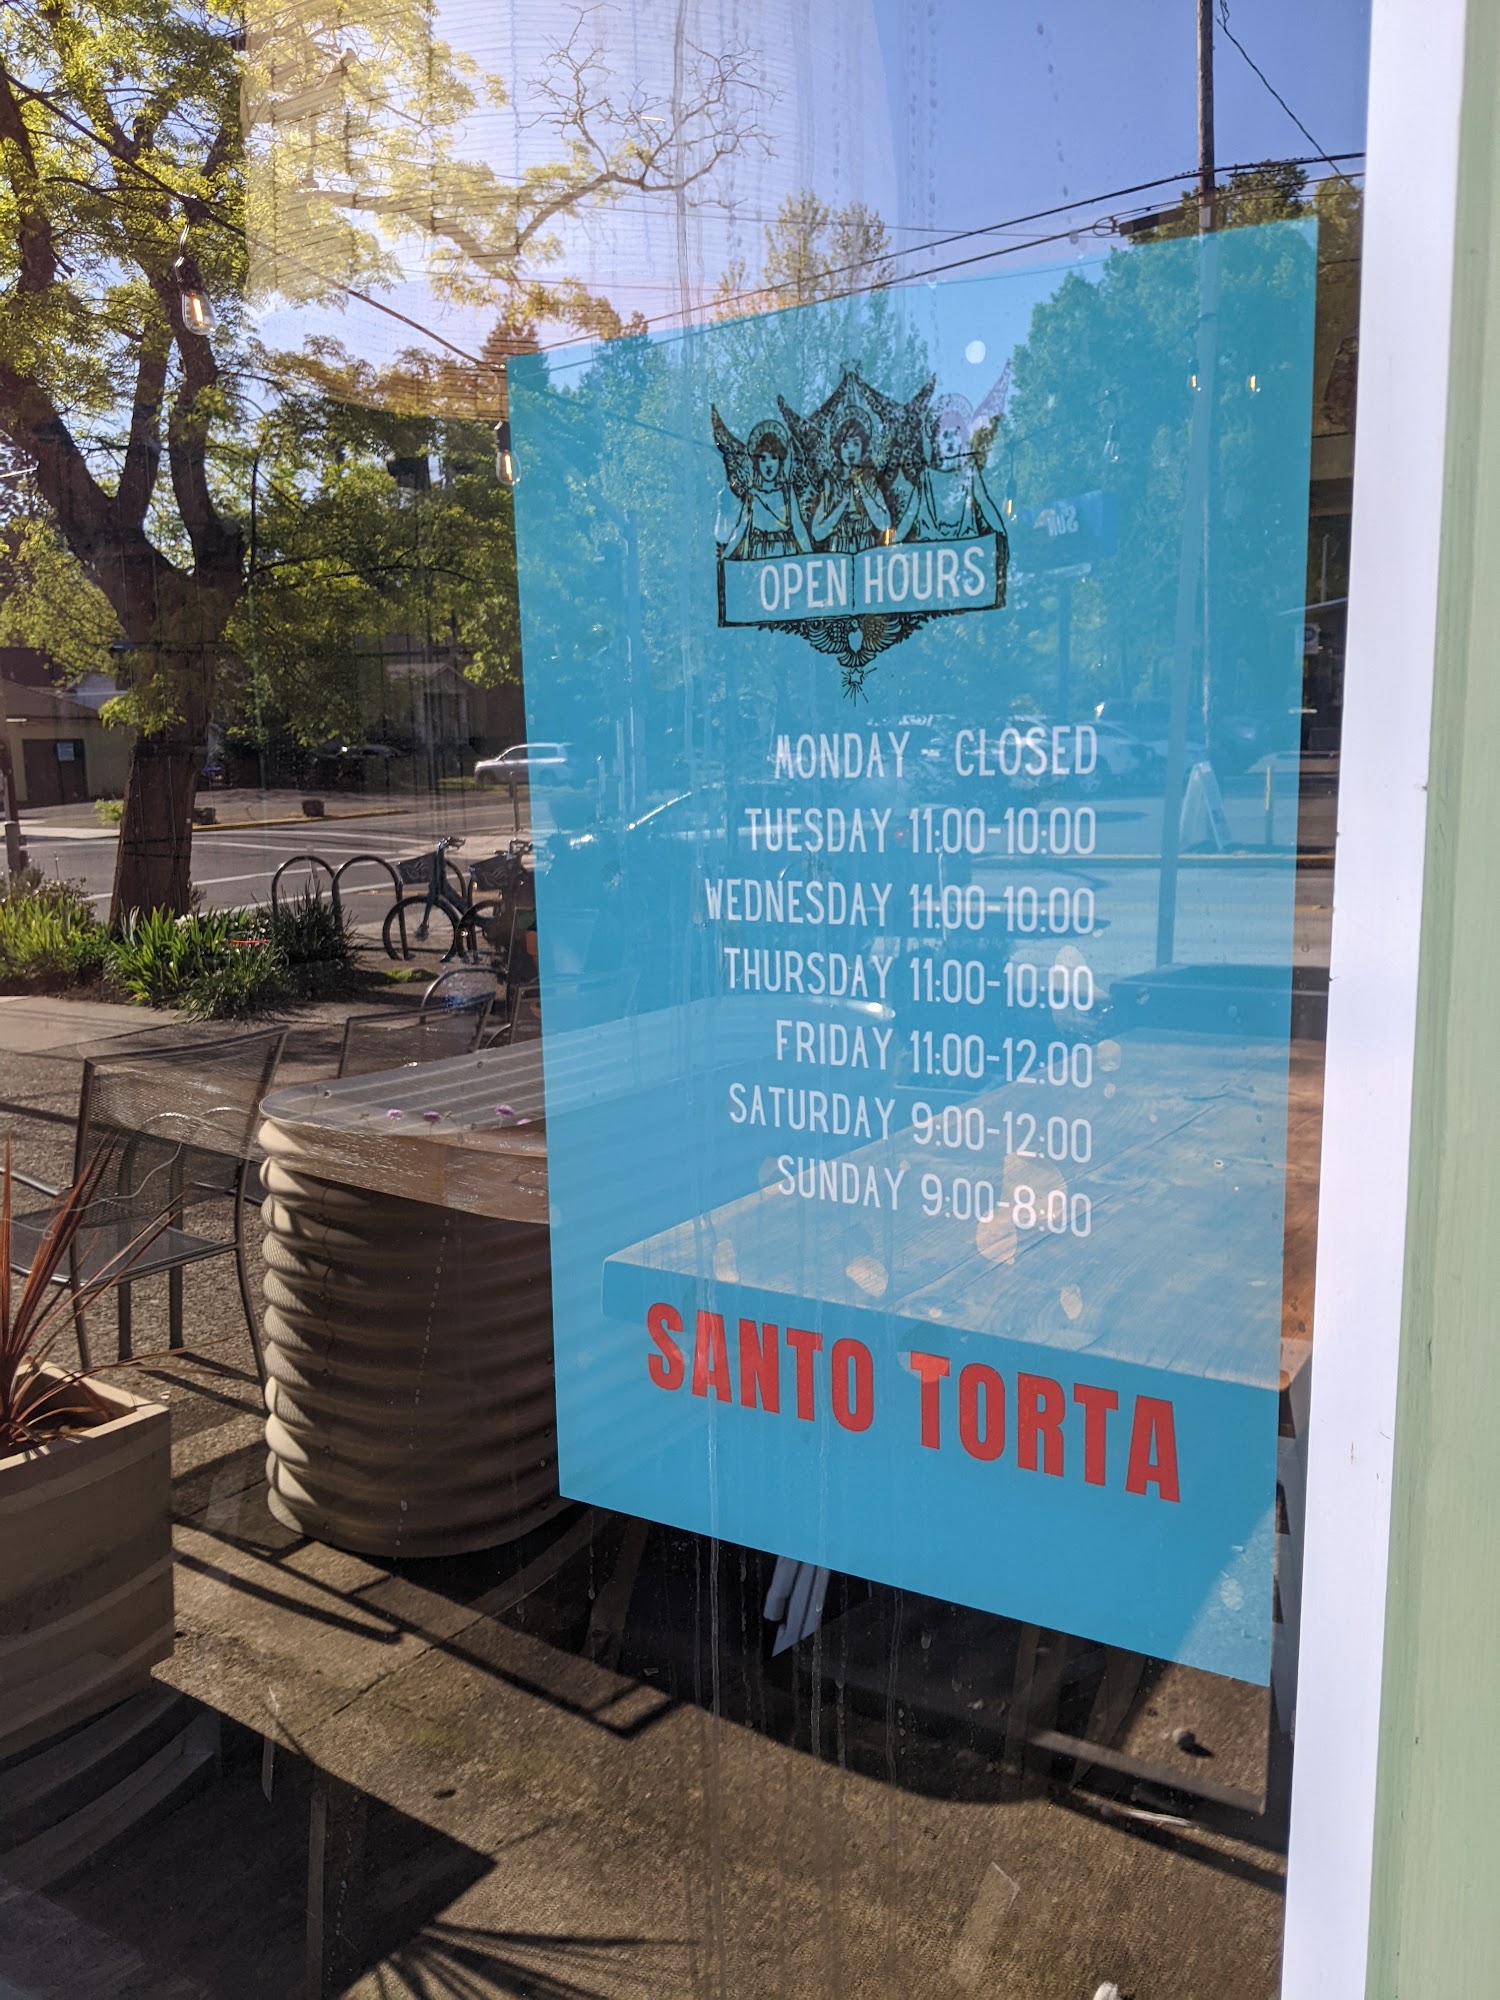 OPEN HOURS
MONDAY - CLOSED
TUESDAY 11:00-10:00
WEDNESDAY 11:00-10:00
THURSDAY 11:00-10:00
FRIDAY 11:00-12:00
SATURDAY 9:00-12:00
SUNDAY 9:00-8:00
SANTO TORTA